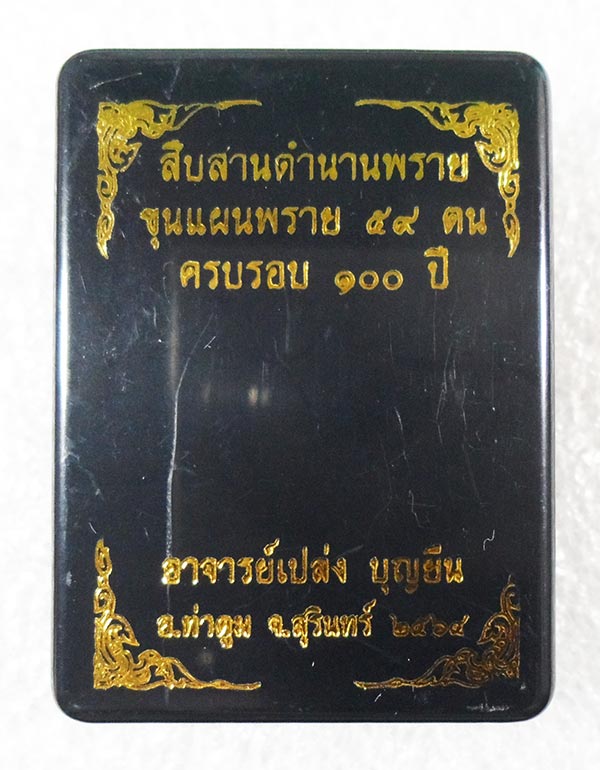 สืบสานตำนานพราย
ขุนแผนพราย ๕๙ ตน
ครบรอบ ๑๐๐ ปี
อาจารย์เปล่ง บุญยืน
อ.ท่าตูม จ.สุรินทร์ ๒๕๖๔